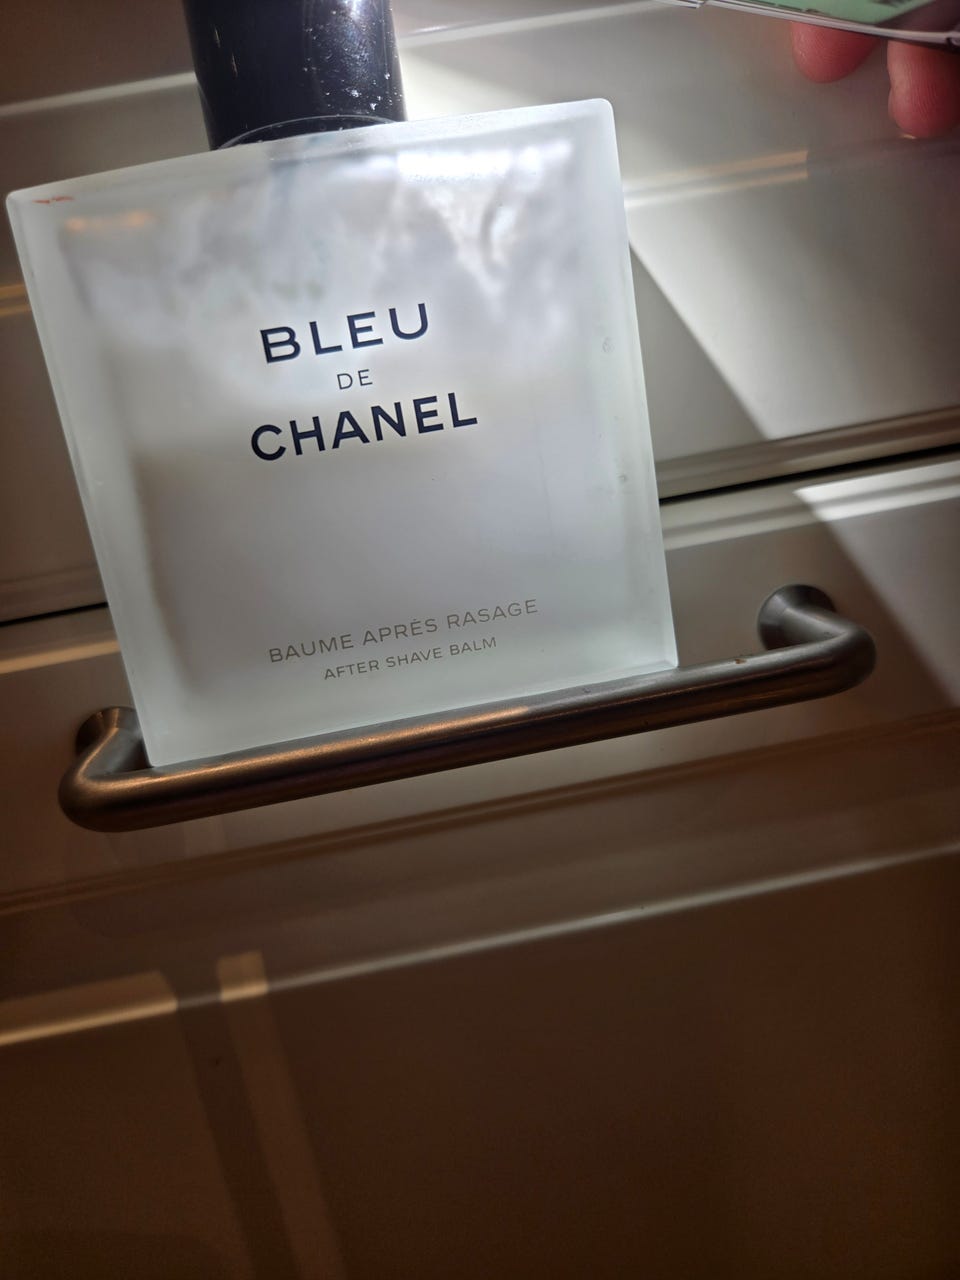 BLEU
DE
CHANEL
BAUME APRÈS RASAGE
AFTER SHAVE BALM